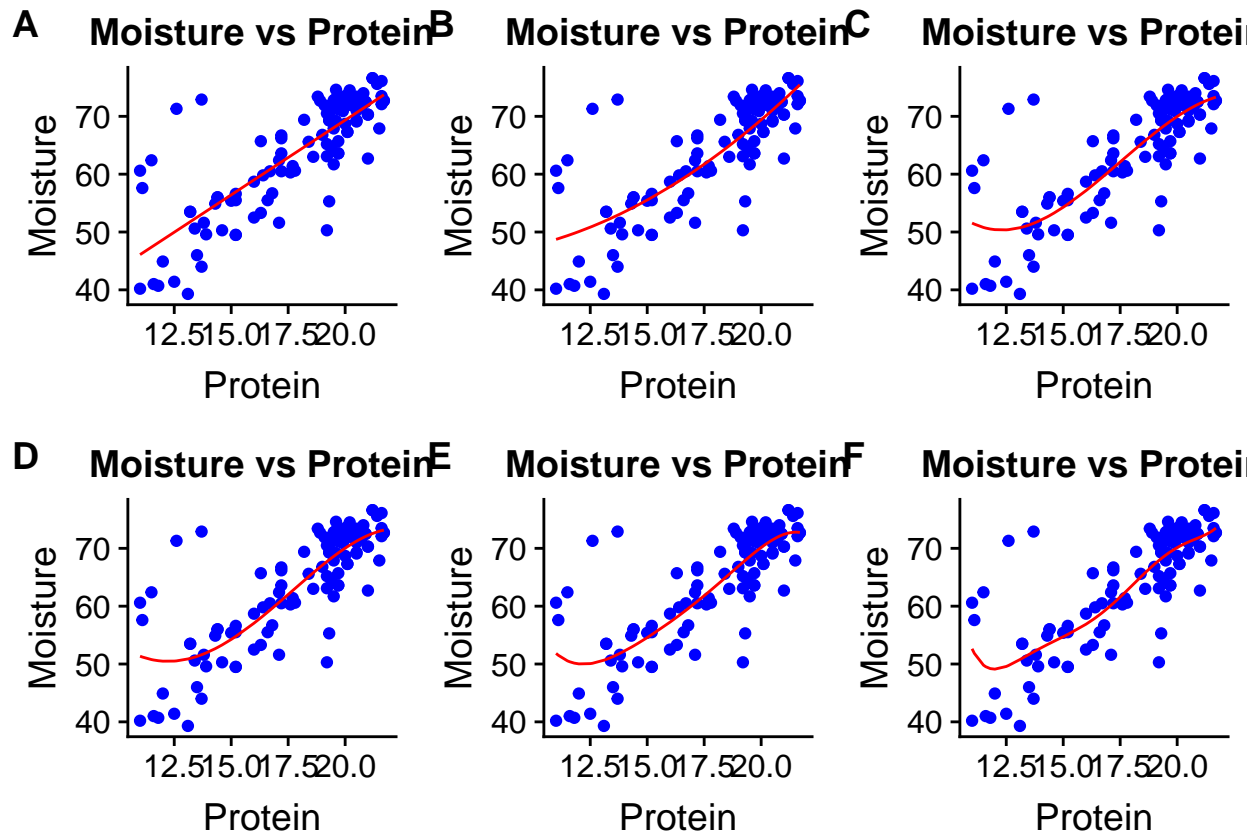 A Moisture vs Protein
70
60
50
40
Moisture
12.5 15.0 17.5 20.0
Protein
B Moisture vs Protein
70
60
50
40
Moisture
12.5 15.0 17.5 20.0
Protein
C Moisture vs Protei
70
60
50
40
Moisture
12.5 15.0 17.5 20.0
Protein
D Moisture vs Protein
70
60
50
40
Moisture
12.5 15.0 17.5 20.0
Protein
E Moisture vs Protein
70
60
50
40
Moisture
12.5 15.0 17.5 20.0
Protein
F Moisture vs Protei
70
60
50
40
Moisture
12.5 15.0 17.5 20.0
Protein